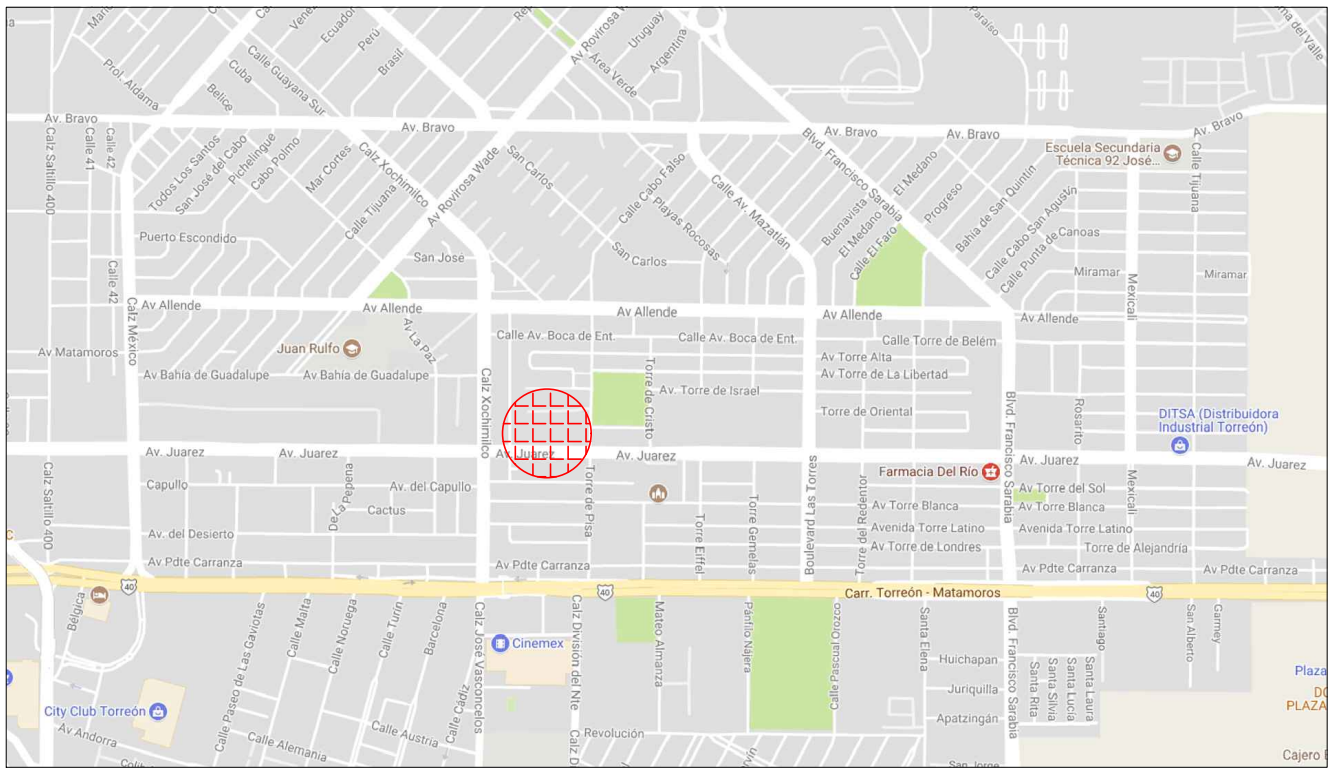 Prol. Aldama
Cuba
Belice
Ecuador
Perú
Brasil
Calle Guayana Sur
Av Rovirosa W
Uruguay
Argentina
Área Verde
Paraiso
Av. Bravo
Av. Bravo
Av. Bravo
Av. Bravo
Av. Bravo
Calz Saltillo 400
Calle 41
Calle 42
Todos Los Santos
San José del Cabo
Pichelingue
Cabo Polmo
Mar Cortes
Calz Xochimilco
Calle Tijuana
Av Rovirosa Wade
San Carlos
Calle Cabo Falso
Playas Rocosas
Calle Av. Mazatlán
Blvd. Francisco Sarabia
Buenavista
El Medano
El Medano
Calle El Faro
Progreso
Bahia de San Quintín
Calle Cabo San Agustín
Calle Punta de Canoas
Escuela Secundaria
Técnica 92 José...
Calle Tijuana
Puerto Escondido
San José
San Carlos
Miramar
Miramar
Mexicali
Calle 42
Calz México
Av Allende
Av Allende
Av Allende
Av Allende
Av Allende
Av La Paz
Juan Rulfo
Calle Av. Boca de Ent.
Calle Av. Boca de Ent.
Calle Torre de Belém
Av Matamoros
Av Torre Alta
Av Bahía de Guadalupe
Av.Bahía de Guadalupe
Av Torre de La Libertad
Calz Xochimilco
Torre de Cristo
Av. Torre de Israel
Torre de Oriental
Blvd. Francisco Sarabia
Rosarito
DITSA (Distribuidora
Industrial Torreón)
Av. Juarez
Av. Juarez
Av. Juarez
Av. Juarez
Av. Juarez
Av. Juarez
Farmacia Del Río
Calz Saltillo 400
Capullo
De La Pepena
Av. del Capullo
Cactus
Torre de Pisa
Torre Eiffel
Torre Gemelas
Boulevard Las Torres
Torre del Redentor
Av Torre del Sol
Mexicali
Av Torre Blanca
Av Torre Blanca
Av. del Desierto
Avenida Torre Latino
Avenida Torre Latino
Av Torre de Londres
Torre de Alejandría
Av.Pdte Carranza
Av Pdte Carranza
Av Pdte Carranza
Av Pdte Carranza
40
40
40
Carr. Torreón - Matamoros
Bélgica
Calle Paseo de Las Gaviotas
Calle Malta
Calle Noruega
Calle Turín
Barcelona
Calle Cádiz
Calz José Vasconcelos
Cinemex
Calz División del Nte
Mateo Almanza
Pánfilo Najera
Calle Pascual Orozco
Santa Elena
Huichapan
Juriquilla
Apatzingán
Blvd. Francisco Sarabia
Santa Rita
Santa Silvia
Santa Lucía
Santa Laura
Santiago
San Alberto
Garmey
Plaza
PLAZA
City Club Torreón
Av Andorra
Calle Alemania
Calle Austria
Revolución
San Jorge
Cajero